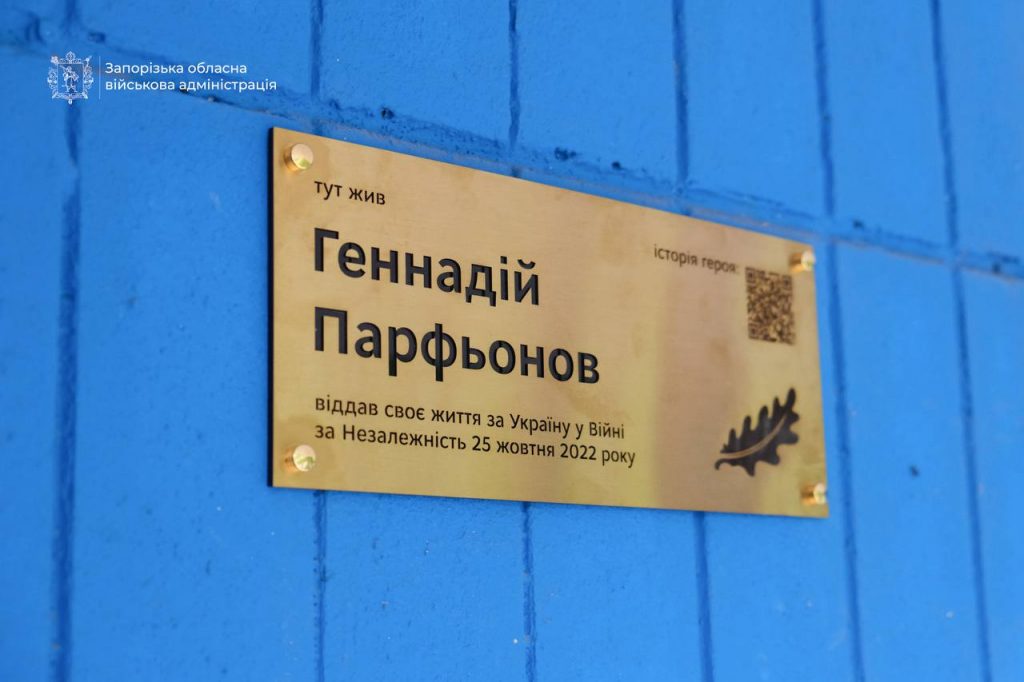 Запорізька обласна
військова адміністрація
тут жив
історія героя:
Геннадій
Парфьонов
віддав своє життя за Україну у Війні
за Незалежність 25 жовтня 2022 року